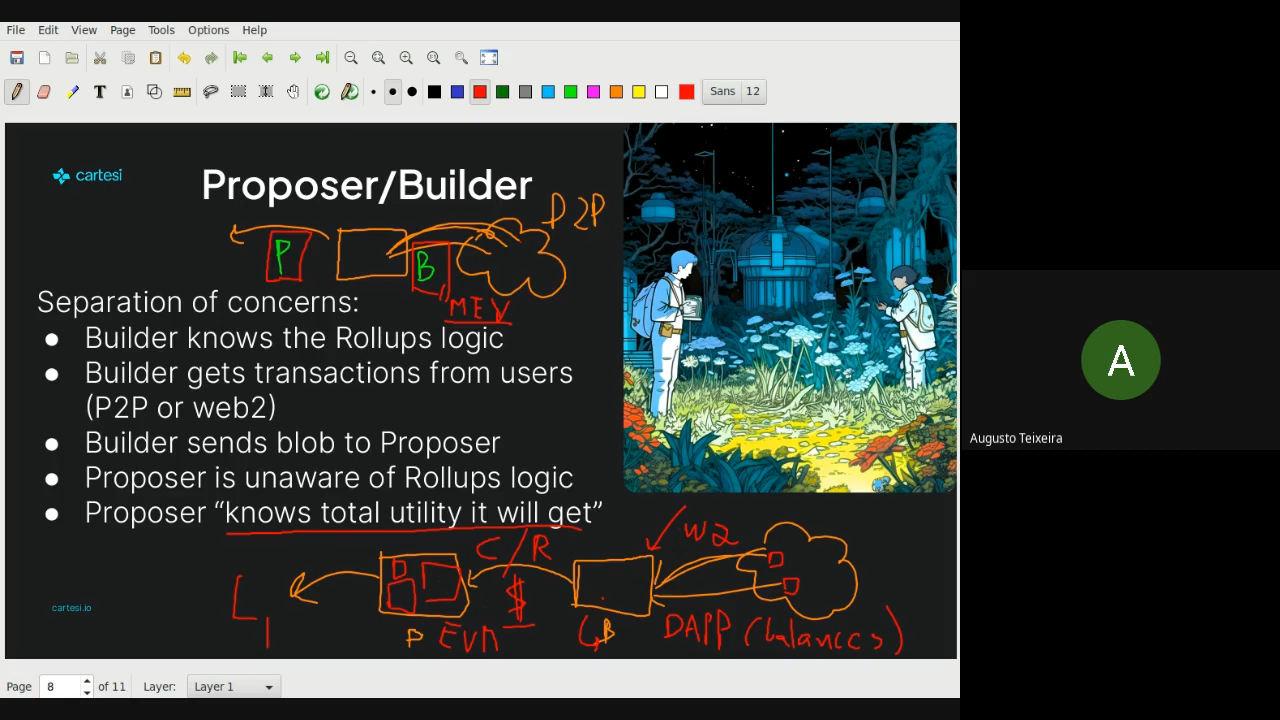 File Edit View Page Tools Options Help
Sans 12
cartesi
Proposer/Builder
P2P
P
B
MEV
Separation of concerns:
● Builder knows the Rollups logic
● Builder gets transactions from users
(P2P or web2)
● Builder sends blob to Proposer
● Proposer is unaware of Rollups logic
● Proposer “knows total utility it will get”
C/R
W2
L1
$
P
EVM
B
DAPP (balances)
cartesi.io
A
Augusto Teixeira
Page 8 of 11 Layer: Layer 1